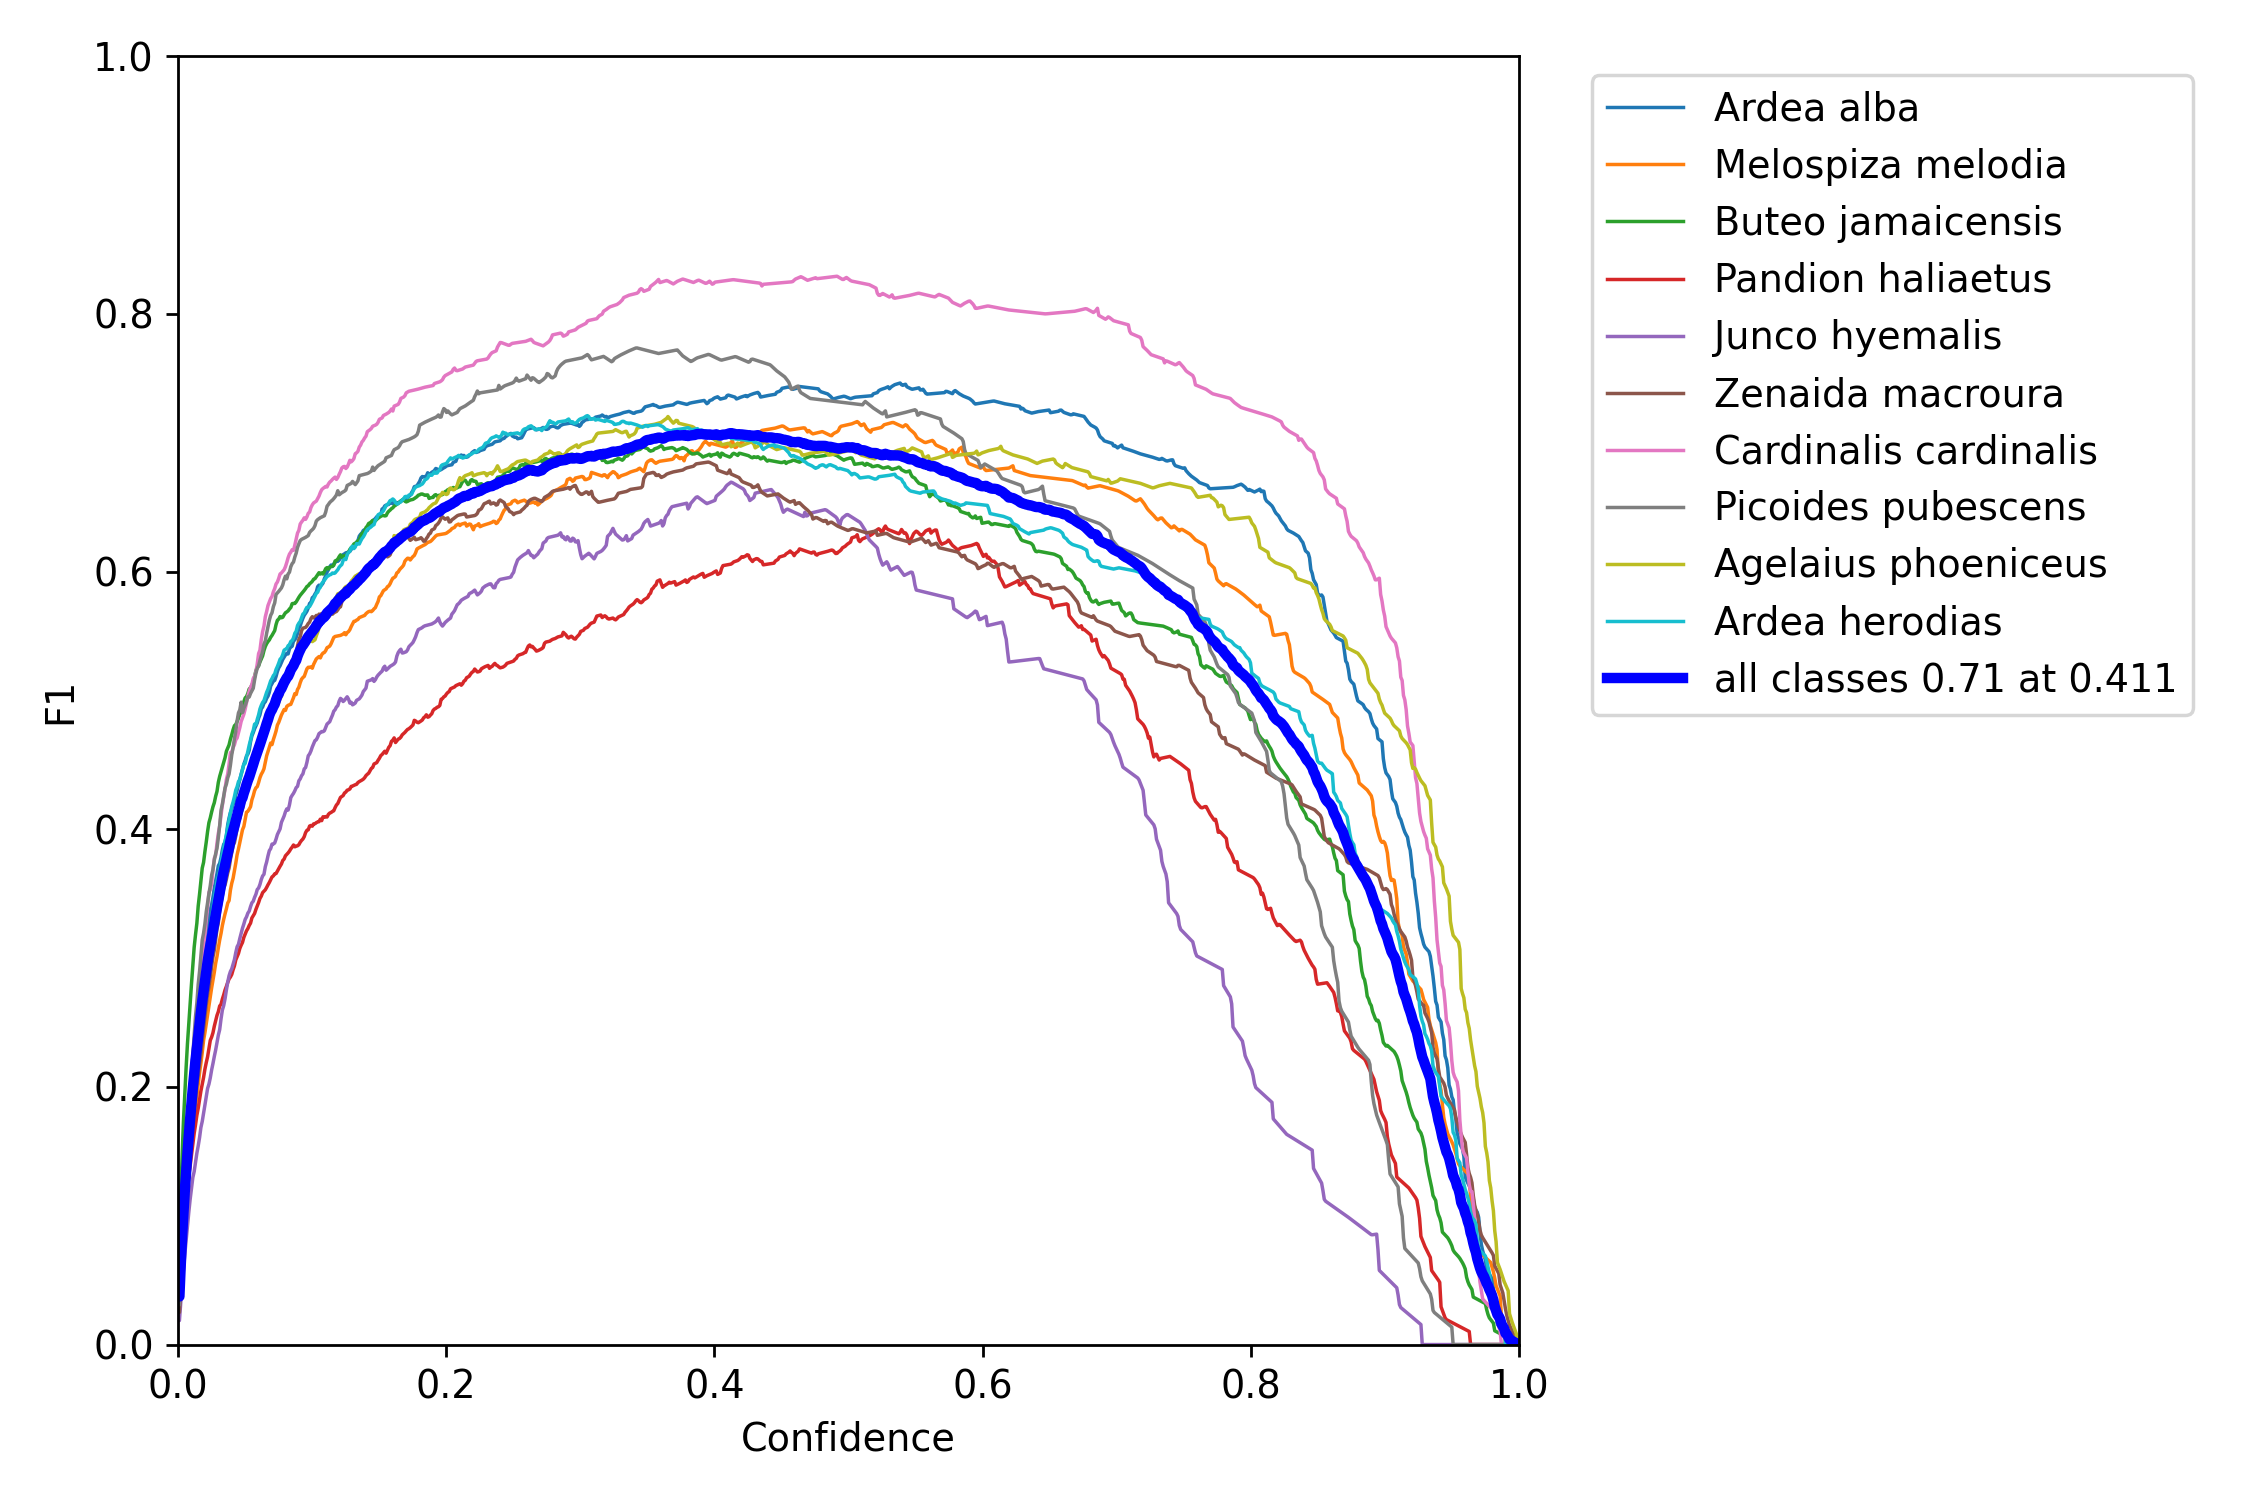 1.0
0.8
0.6
0.4
0.2
0.0
F1
0.0 0.2 0.4 0.6 0.8 1.0
Confidence
Ardea alba
Melospiza melodia
Buteo jamaicensis
Pandion haliaetus
Junco hyemalis
Zenaida macroura
Cardinalis cardinalis
Picoides pubescens
Agelaius phoeniceus
Ardea herodias
all classes 0.71 at 0.411